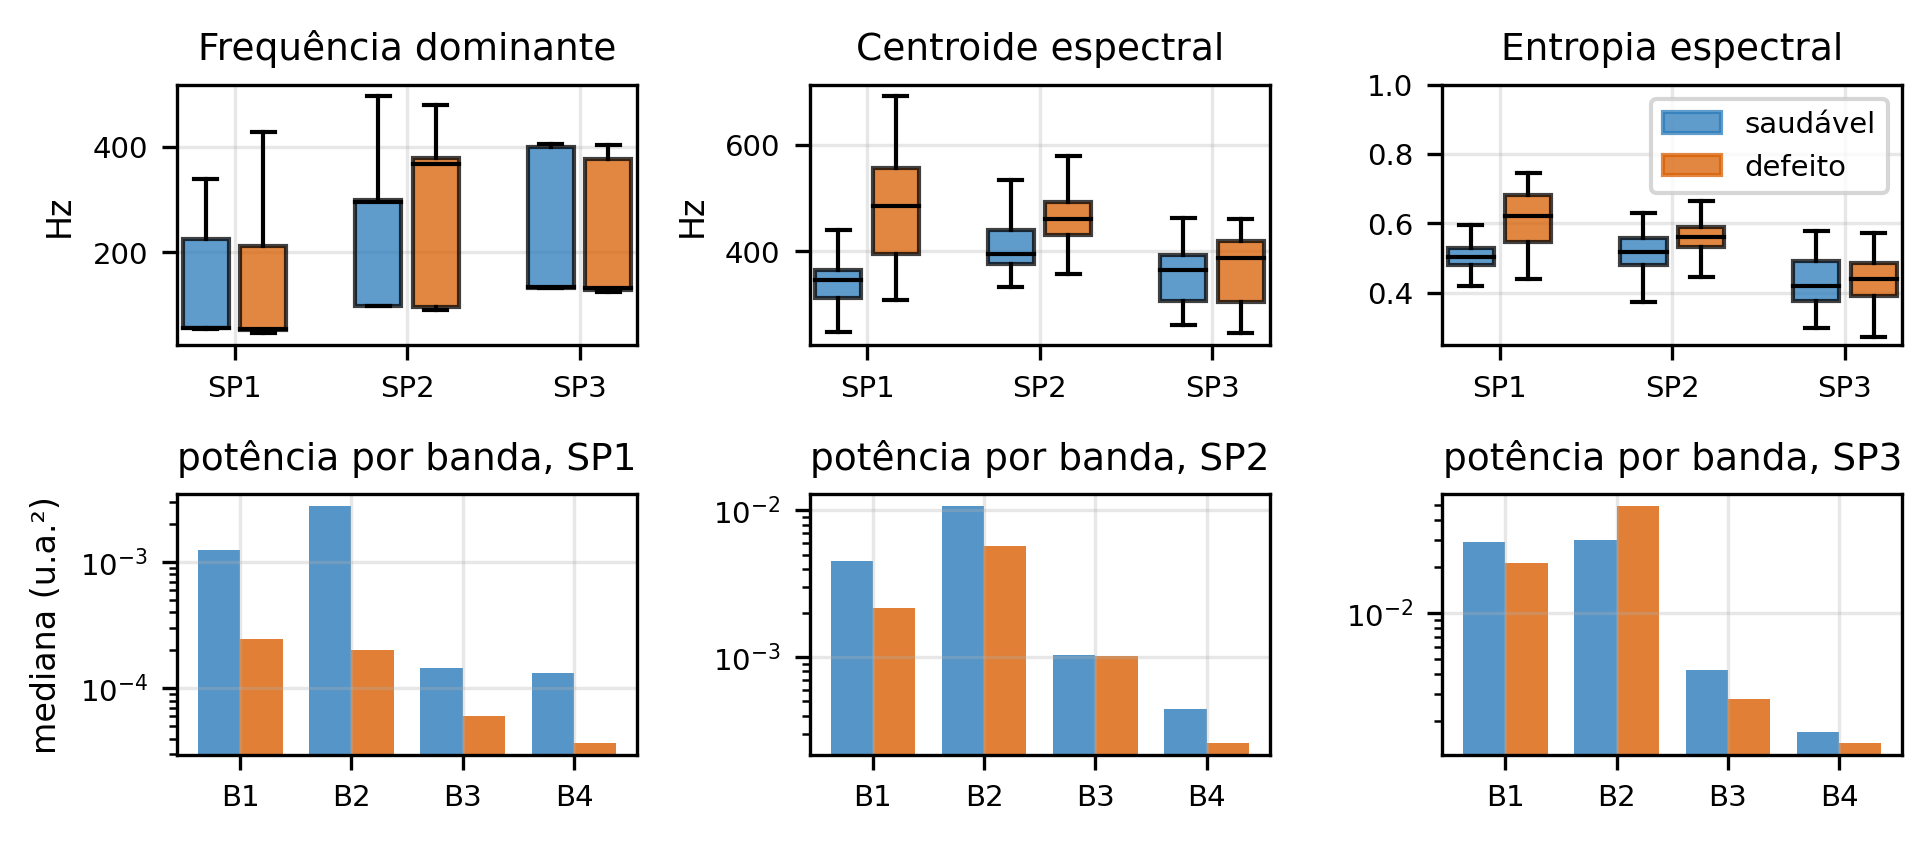 Frequência dominante
Hz
400
200
SP1 SP2 SP3
Centroide espectral
Hz
600
400
SP1 SP2 SP3
Entropia espectral
1.0
0.8
0.6
0.4
saudável
defeito
SP1 SP2 SP3
potência por banda, SP1
mediana (u.a.²)
10⁻³
10⁻⁴
B1 B2 B3 B4
potência por banda, SP2
10⁻²
10⁻³
B1 B2 B3 B4
potência por banda, SP3
10⁻²
B1 B2 B3 B4